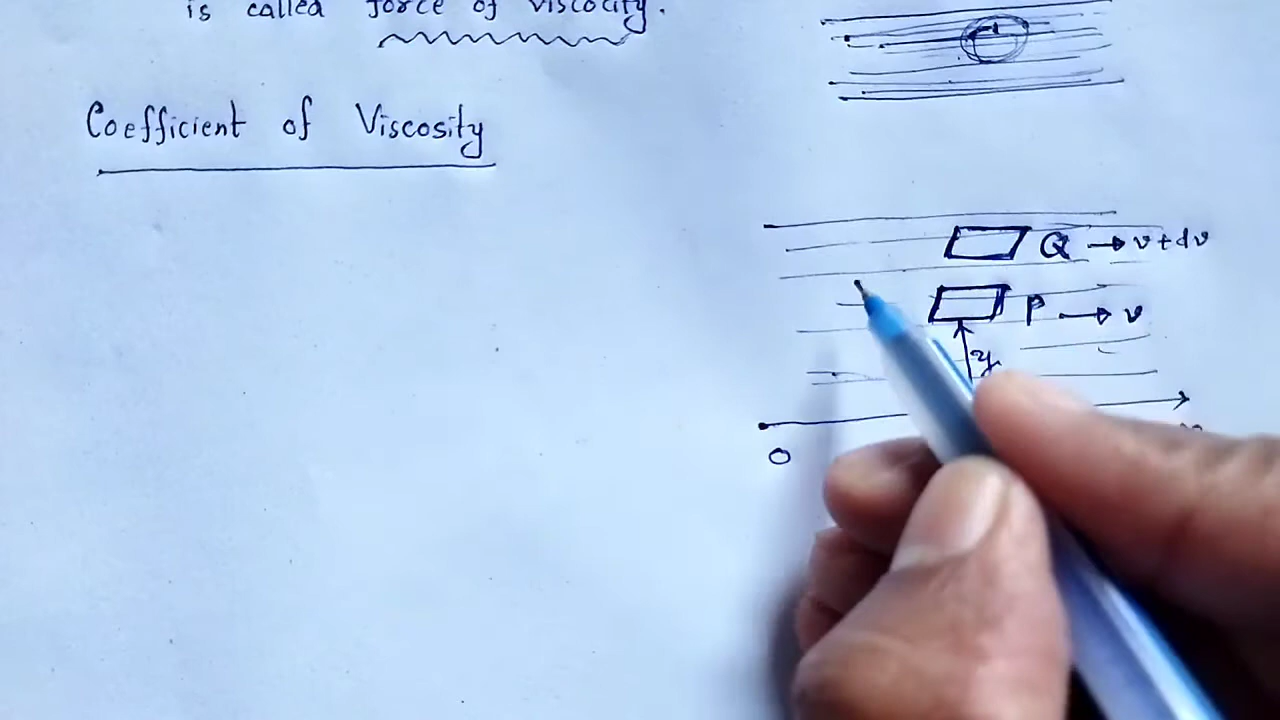 is called force of viscosity.
Coefficient of Viscosity
Q → v + dv
P → v
y
O